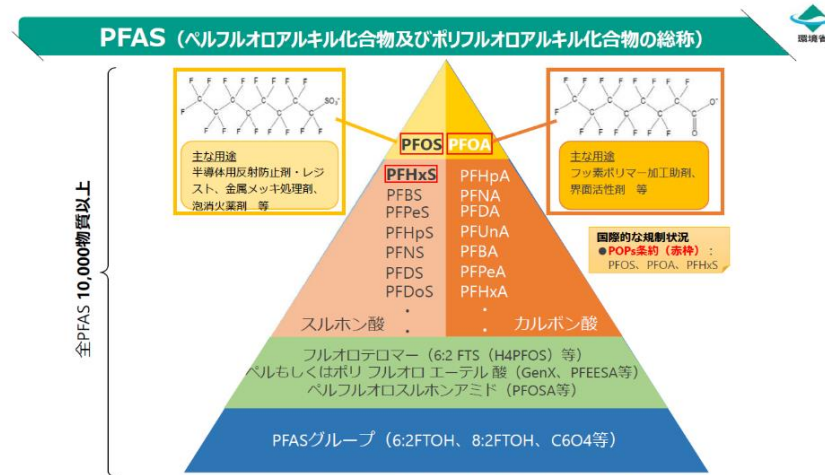 PFAS（ペルフルオロアルキル化合物及びポリフルオロアルキル化合物の総称）
環境省
F F F F F F F F
C C C C C C C C
SO₃⁻
F F F F F F F F F
主な用途
半導体用反射防止剤・レジ
スト、金属メッキ処理剤、
泡消火薬剤　等
F F F F F F F
C C C C C C C C
O⁻
O
F F F F F F F F
主な用途
フッ素ポリマー加工助剤、
界面活性剤　等
PFOS PFOA
PFHxS
PFBS
PFPeS
PFHpS
PFNS
PFDS
PFDoS
・
・
スルホン酸
PFHpA
PFNA
PFDA
PFUnA
PFBA
PFPeA
PFHxA
・
・
カルボン酸
国際的な規制状況
●POPs条約（赤枠）：
PFOS、PFOA、PFHxS
全PFAS 10,000物質以上
フルオロテロマー（6:2 FTS（H4PFOS）等）
ペルもしくはポリ フルオロ エーテル 酸（GenX、PFEESA等）
ペルフルオロスルホンアミド（PFOSA等）
PFASグループ（6:2FTOH、8:2FTOH、C6O4等）